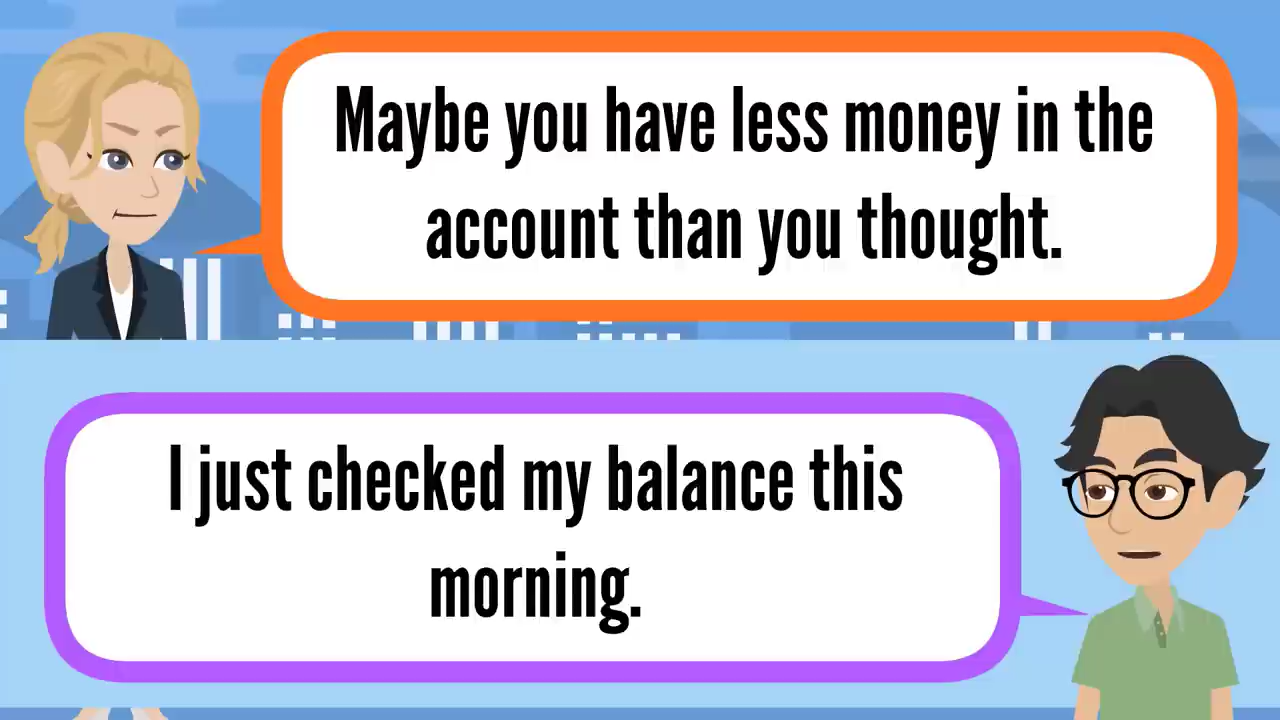 Maybe you have less money in the
account than you thought.
I just checked my balance this
morning.